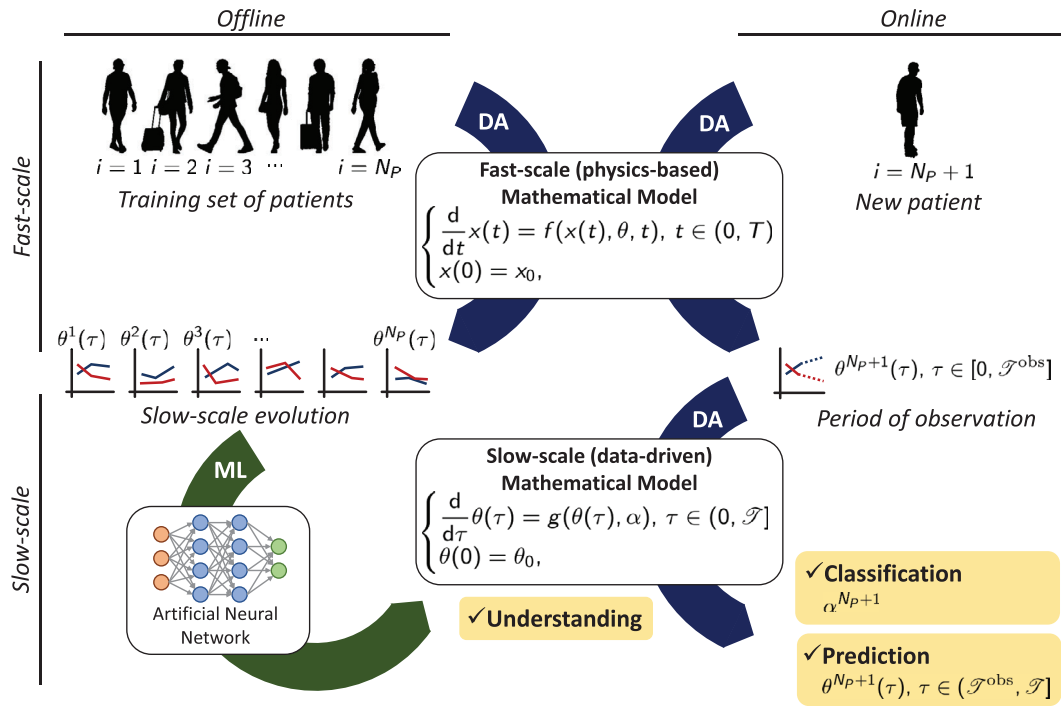 Offline
Online
Fast-scale
i = 1 i = 2 i = 3 ... i = N_P
Training set of patients
DA
DA
i = N_P + 1
New patient
Fast-scale (physics-based)
Mathematical Model
d/dt x(t) = f(x(t), θ, t), t ∈ (0, T)
x(0) = x_0,
θ^1(τ) θ^2(τ) θ^3(τ) ... θ^{N_P}(τ)
Slow-scale evolution
θ^{N_P+1}(τ), τ ∈ [0, 𝒯^obs]
Period of observation
Slow-scale
ML
DA
Slow-scale (data-driven)
Mathematical Model
d/dτ θ(τ) = g(θ(τ), α), τ ∈ (0, 𝒯]
θ(0) = θ_0,
Artificial Neural
Network
✓Understanding
✓Classification
α^{N_P+1}
✓Prediction
θ^{N_P+1}(τ), τ ∈ (𝒯^obs, 𝒯]